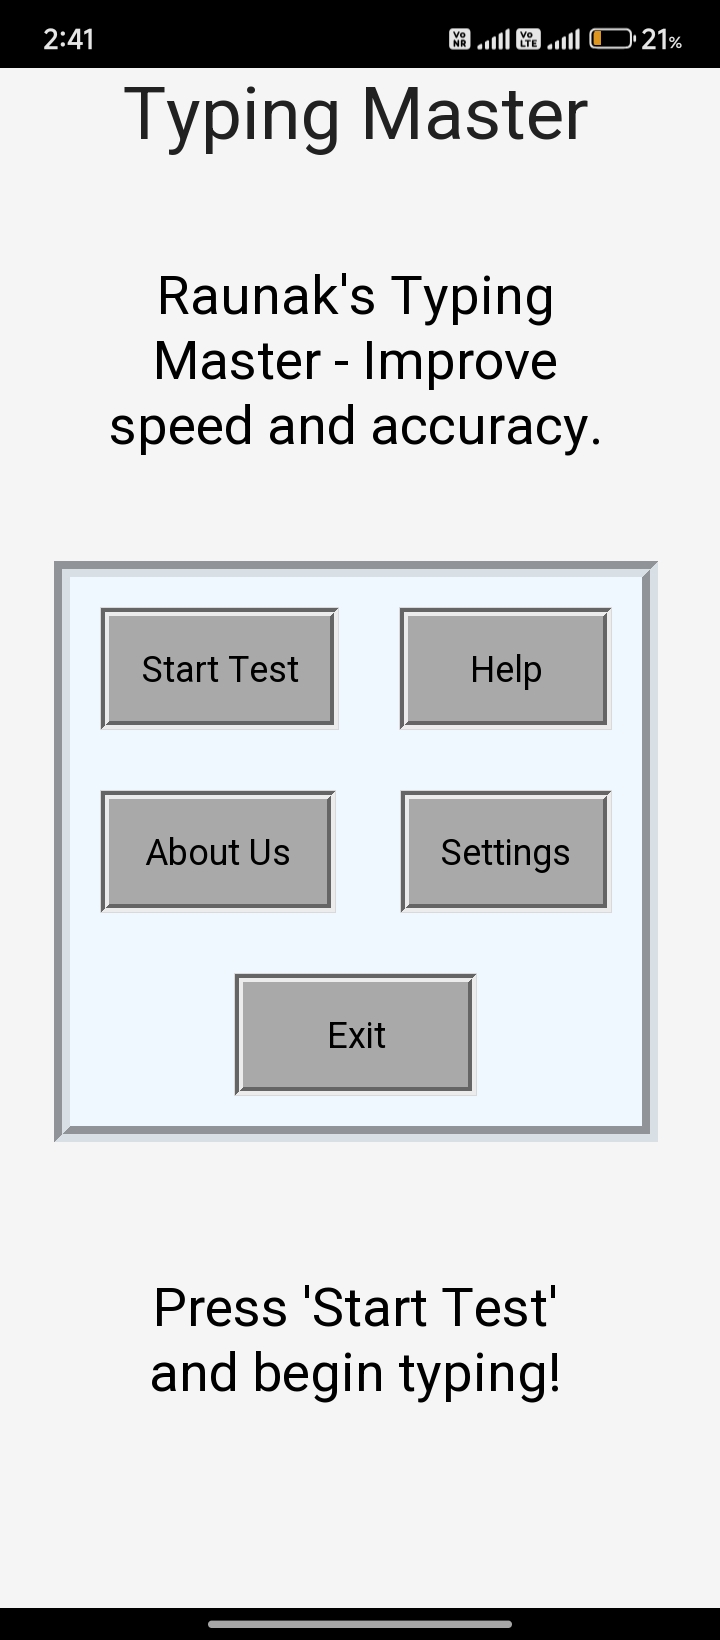 2:41 Vo NR Vo LTE 21%
Typing Master
Raunak's Typing
Master - Improve
speed and accuracy.
Start Test Help
About Us Settings
Exit
Press 'Start Test'
and begin typing!